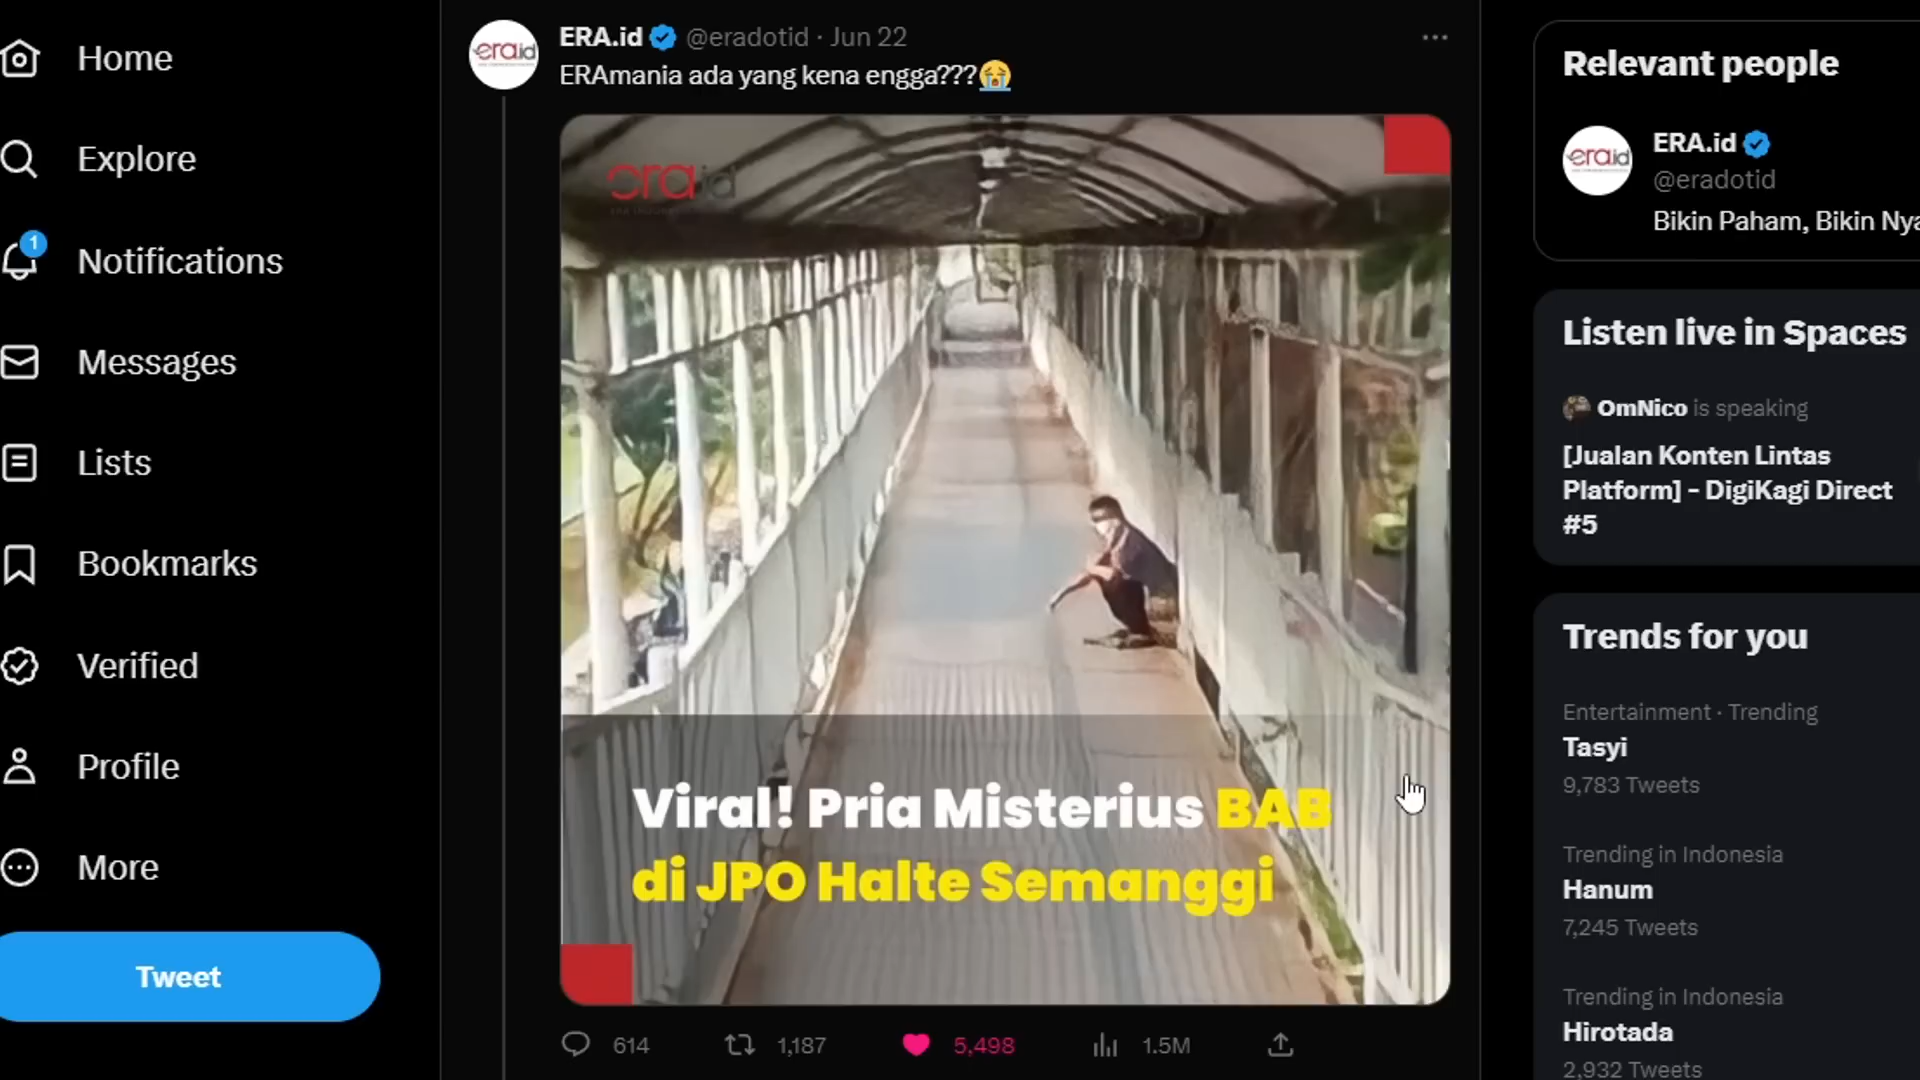 Home
Explore
1
Notifications
Messages
Lists
Bookmarks
Verified
Profile
More
Tweet
era.id
ERA.id @eradotid · Jun 22
ERAmania ada yang kena engga???😭
era.id
Viral! Pria Misterius BAB
di JPO Halte Semanggi
614
1,187
5,498
1.5M
Relevant people
era.id
ERA.id
@eradotid
Bikin Paham, Bikin Nya
Listen live in Spaces
OmNico is speaking
[Jualan Konten Lintas
Platform] - DigiKagi Direct
#5
Trends for you
Entertainment · Trending
Tasyi
9,783 Tweets
Trending in Indonesia
Hanum
7,245 Tweets
Trending in Indonesia
Hirotada
2,932 Tweets